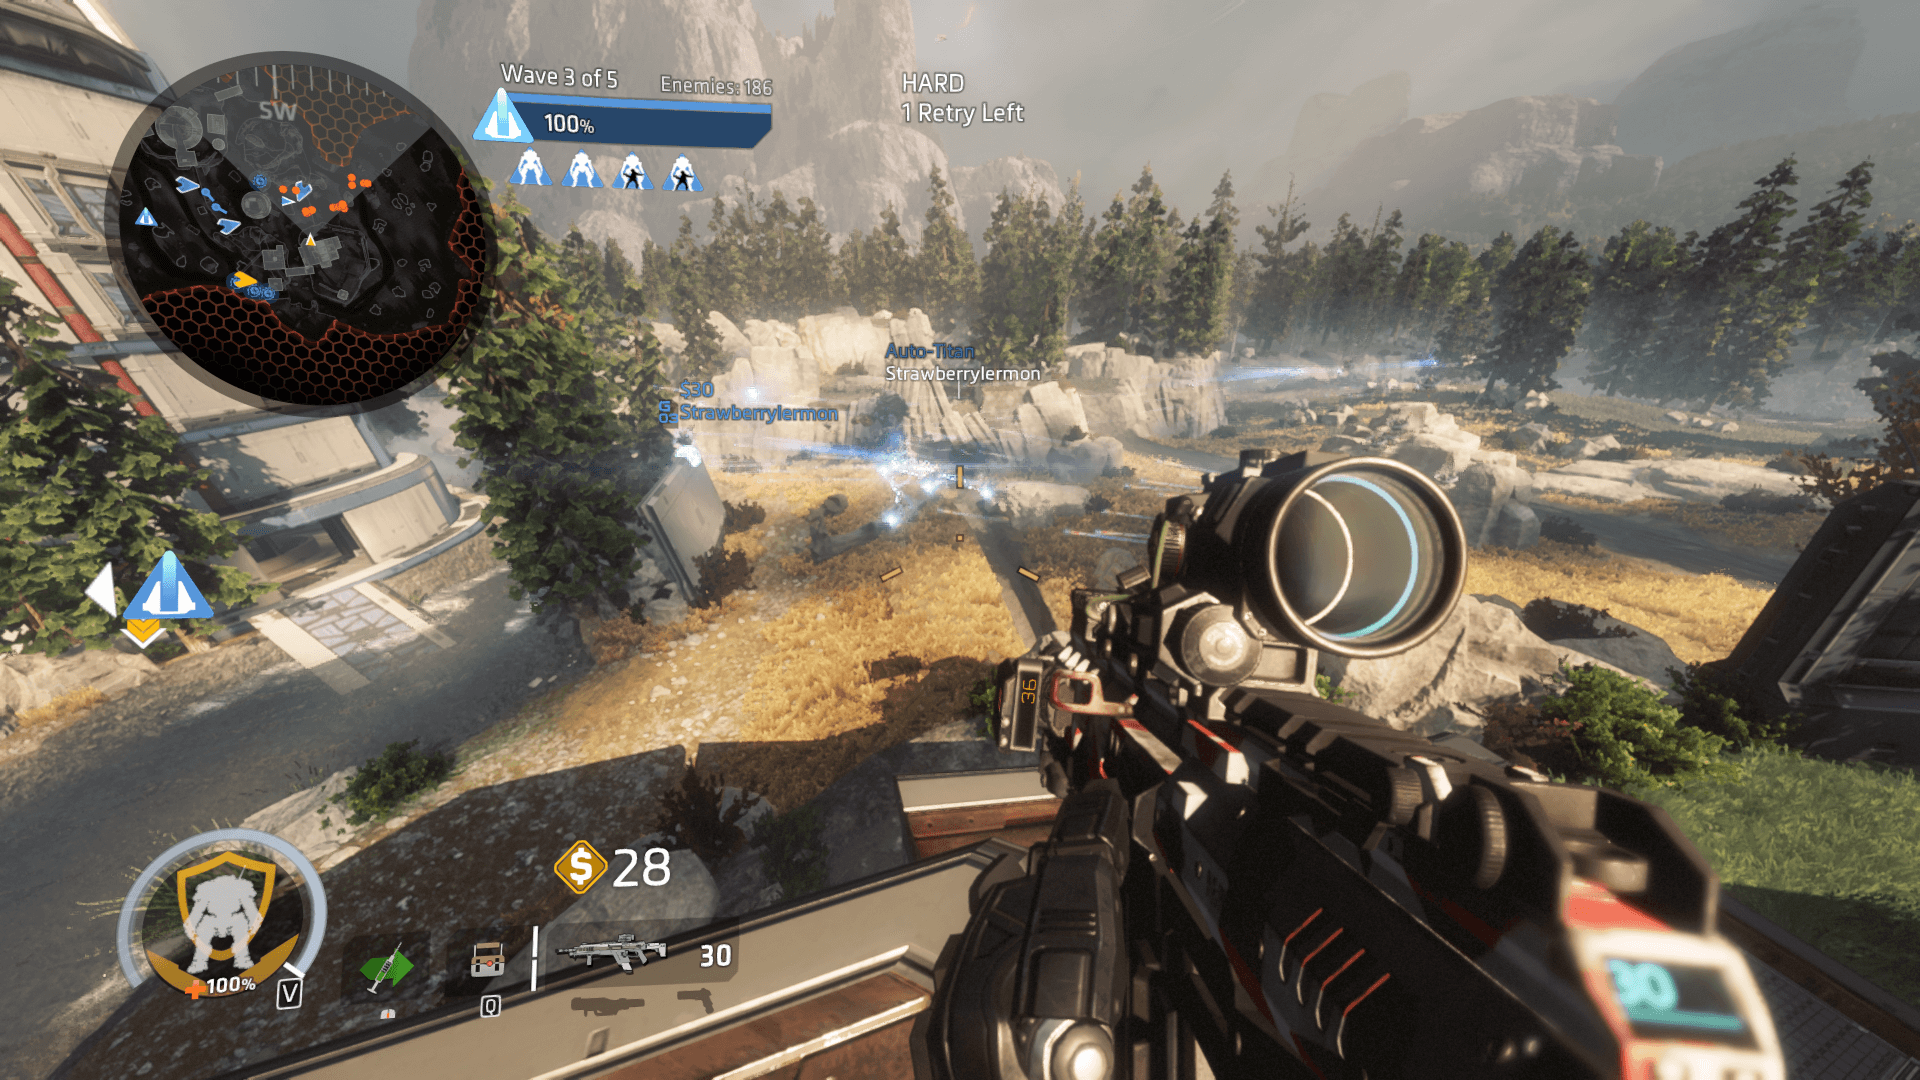 SW
Wave 3 of 5
Enemies: 186
100%
HARD
1 Retry Left
Auto-Titan
Strawberrylermon
$30
G
03
Strawberrylermon
36
$ 28
100%
V
Q
30
30